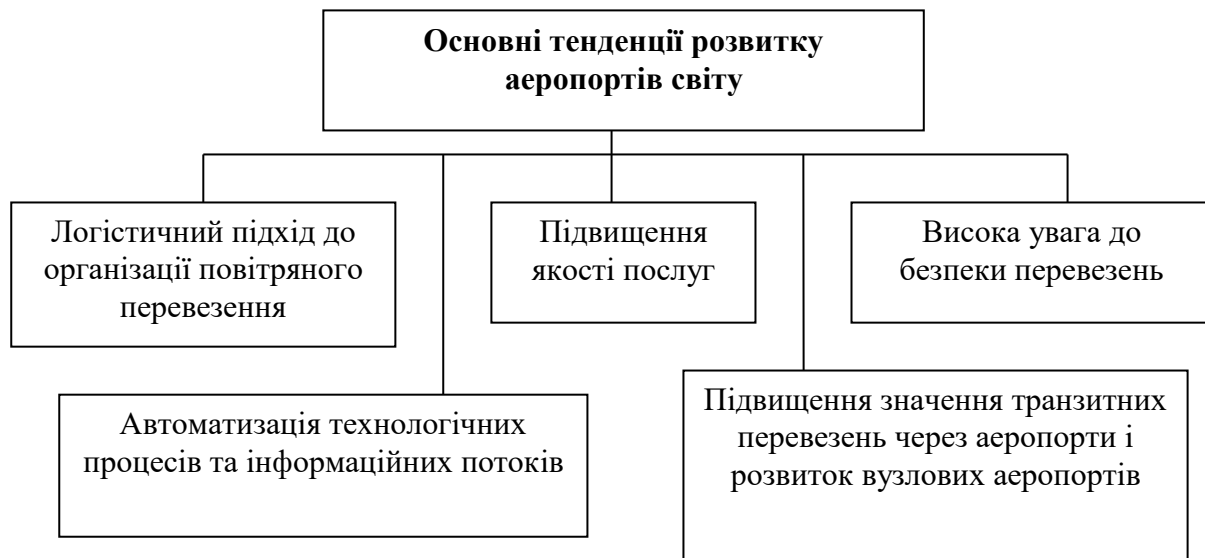 Основні тенденції розвитку
аеропортів світу
Логістичний підхід до
організації повітряного
перевезення
Підвищення
якості послуг
Висока увага до
безпеки перевезень
Автоматизація технологічних
процесів та інформаційних потоків
Підвищення значення транзитних
перевезень через аеропорти і
розвиток вузлових аеропортів